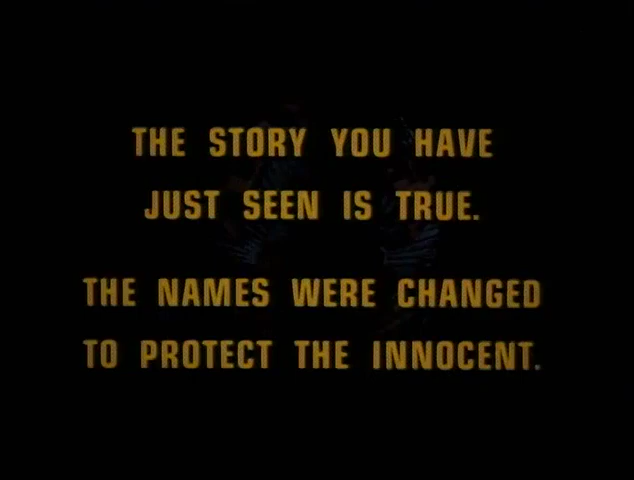 THE STORY YOU HAVE
JUST SEEN IS TRUE.
THE NAMES WERE CHANGED
TO PROTECT THE INNOCENT.